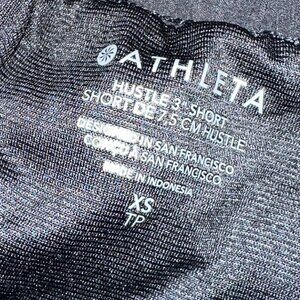 ATHLETA
HUSTLE 3" SHORT
SHORT DE 7.5 CM HUSTLE
DESIGNED IN SAN FRANCISCO
CONÇU À SAN FRANCISCO
MADE IN INDONESIA
XS
TP